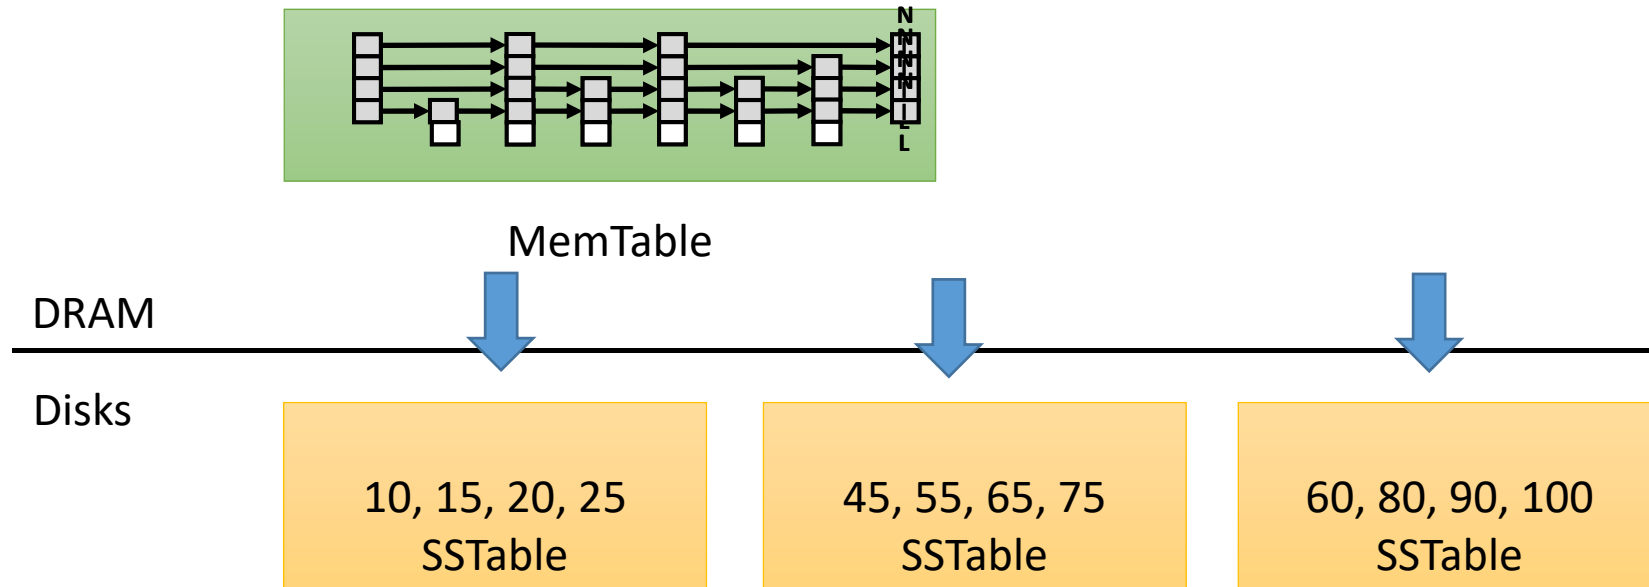 N
N
N
N
I
L
L
MemTable
DRAM
Disks
10, 15, 20, 25
SSTable
45, 55, 65, 75
SSTable
60, 80, 90, 100
SSTable